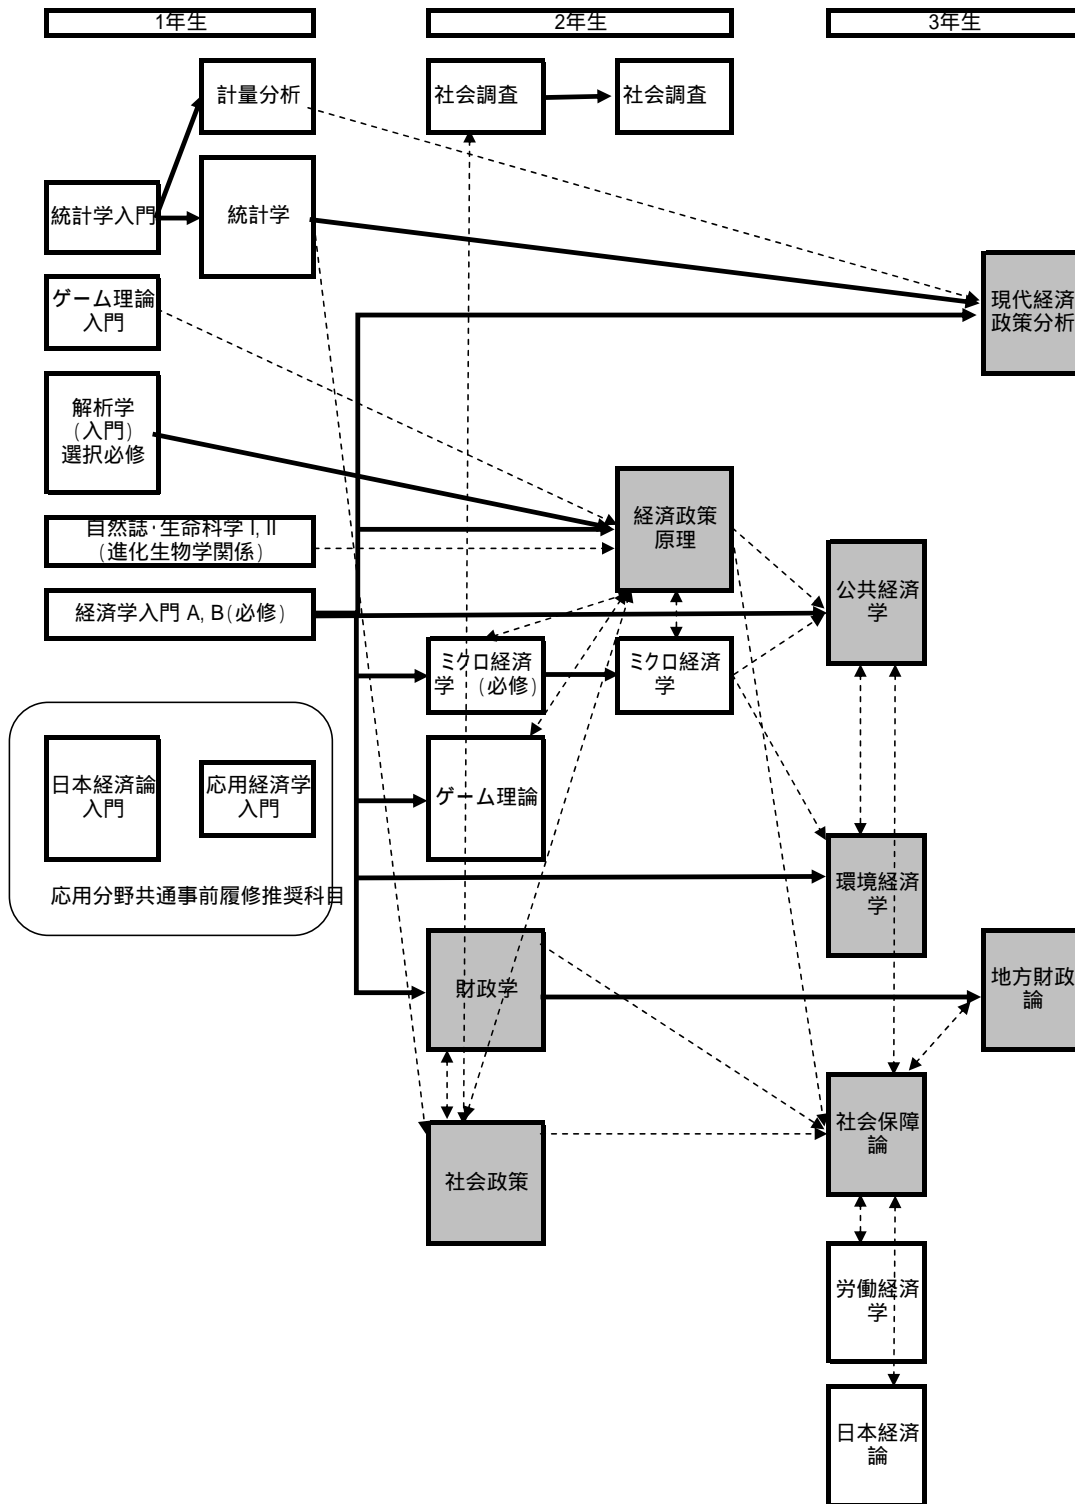 1年生
2年生
3年生
計量分析
社会調査
社会調査
統計学入門
統計学
ゲーム理論
入門
現代経済
政策分析
解析学
(入門)
選択必修
経済政策
原理
自然誌・生命科学 I, II
(進化生物学関係)
経済学入門 A, B(必修)
公共経済
学
ミクロ経済
学 (必修)
ミクロ経済
学
日本経済論
入門
応用経済学
入門
応用分野共通事前履修推奨科目
ゲーム理論
環境経済
学
財政学
地方財政
論
社会政策
社会保障
論
労働経済
学
日本経済
論